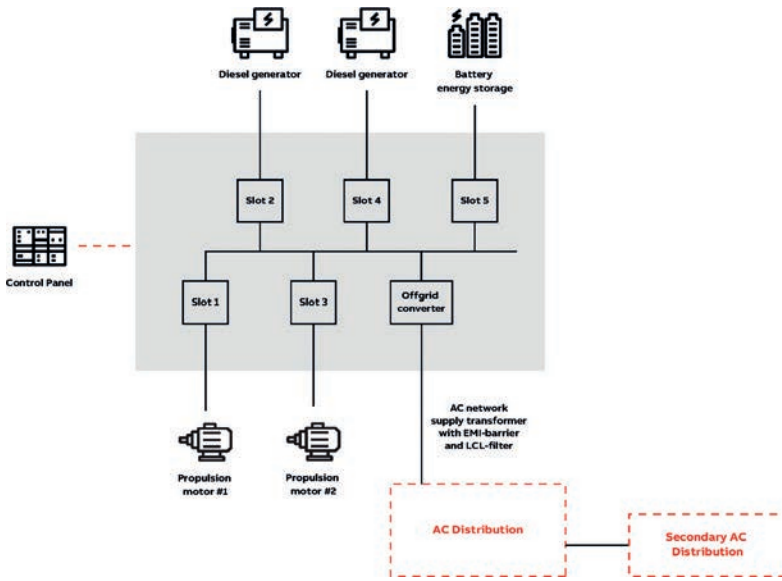 Diesel generator
Diesel generator
Battery
energy storage
Slot 2
Slot 4
Slot 5
Control Panel
Slot 1
Slot 3
Offgrid
converter
AC network
supply transformer
with EMI-barrier
and LCL-filter
Propulsion
motor #1
Propulsion
motor #2
AC Distribution
Secondary AC
Distribution